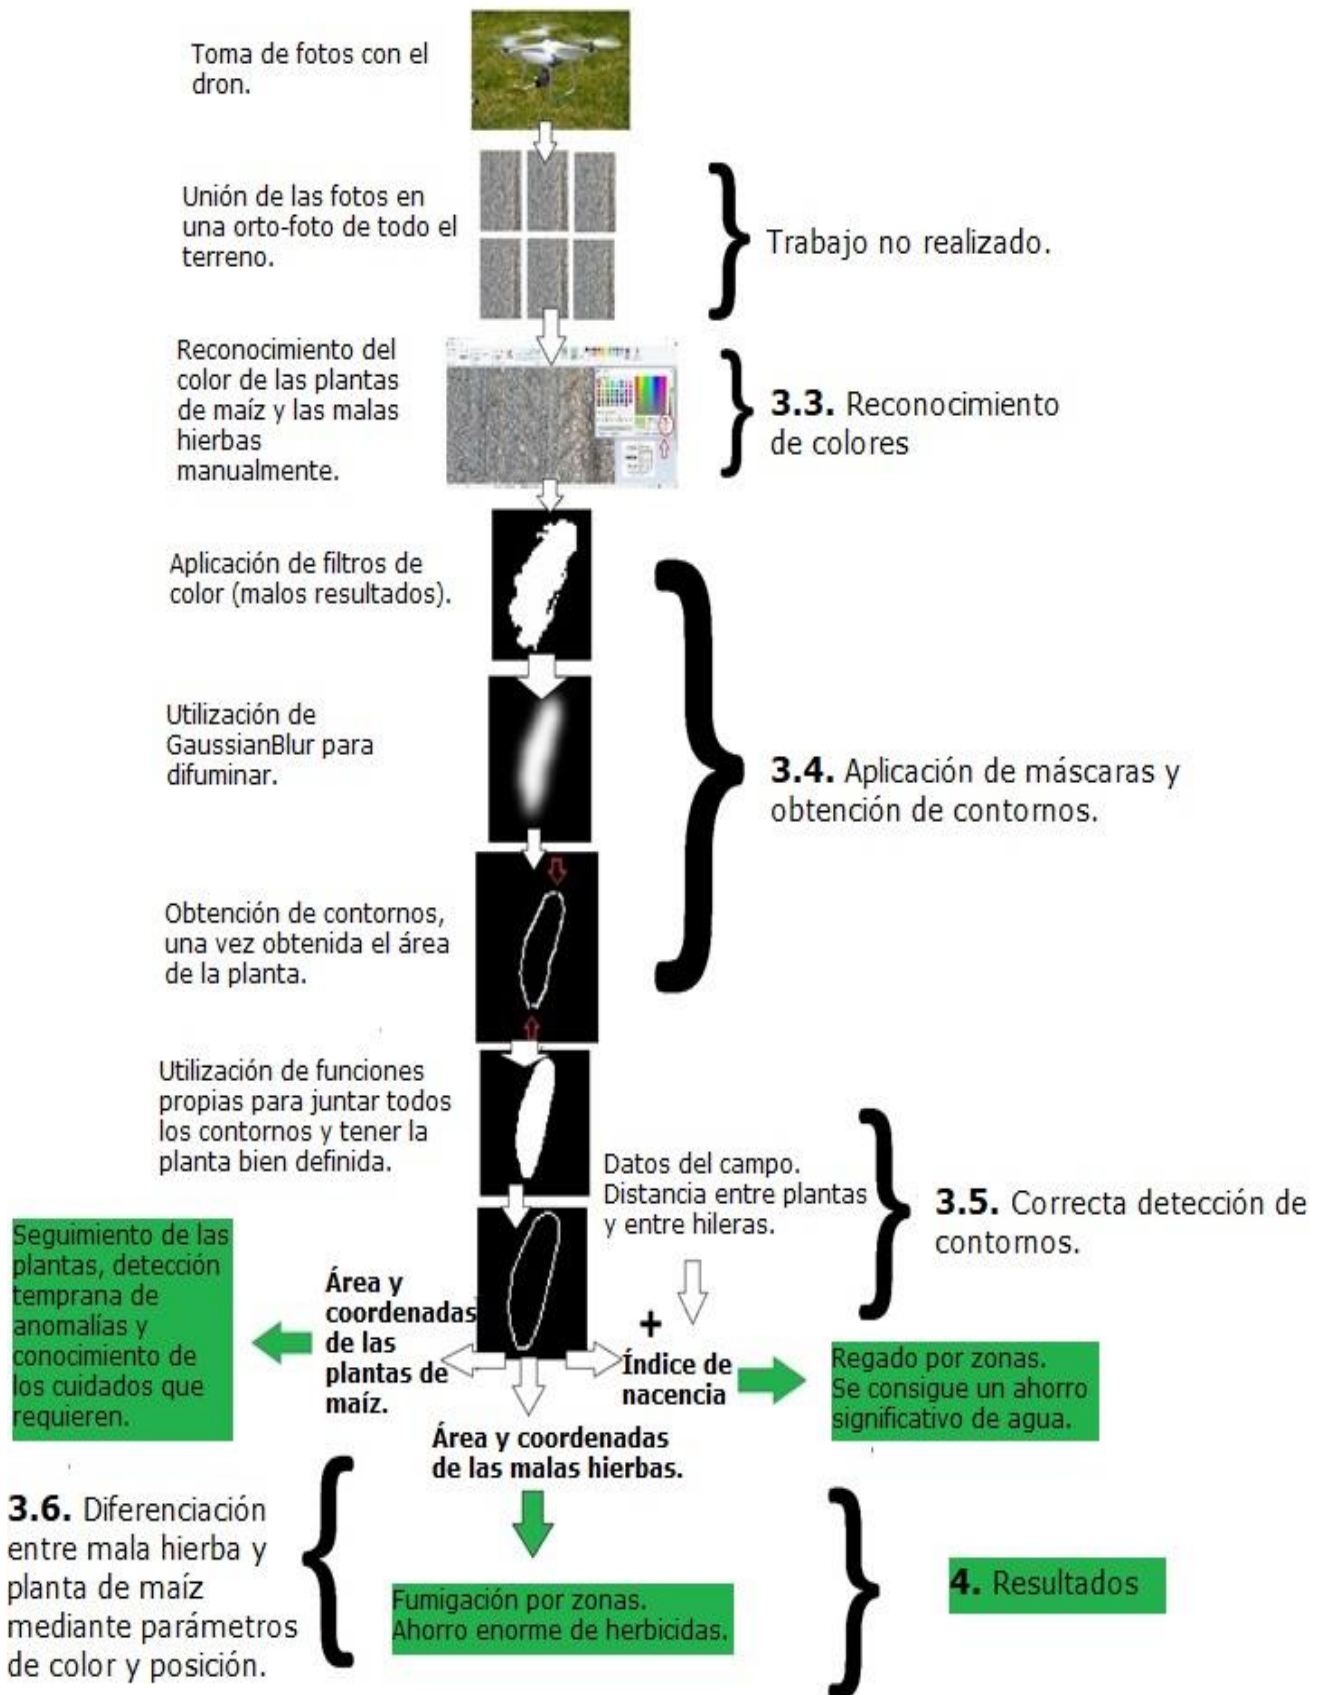 Toma de fotos con el
dron.
Unión de las fotos en
una orto-foto de todo el
terreno.
Trabajo no realizado.
Reconocimiento del
color de las plantas
de maíz y las malas
hierbas
manualmente.
3.3. Reconocimiento
de colores
Aplicación de filtros de
color (malos resultados).
Utilización de
GaussianBlur para
difuminar.
3.4. Aplicación de máscaras y
obtención de contornos.
Obtención de contornos,
una vez obtenida el área
de la planta.
Utilización de funciones
propias para juntar todos
los contornos y tener la
planta bien definida.
Datos del campo.
Distancia entre plantas
y entre hileras.
3.5. Correcta detección de
contornos.
Seguimiento de las
plantas, detección
temprana de
anomalías y
conocimiento de
los cuidados que
requieren.
Área y
coordenadas
de las
plantas de
maíz.
+
Índice de
nacencia
Regado por zonas.
Se consigue un ahorro
significativo de agua.
Área y coordenadas
de las malas hierbas.
3.6. Diferenciación
entre mala hierba y
planta de maíz
mediante parámetros
de color y posición.
Fumigación por zonas.
Ahorro enorme de herbicidas.
4. Resultados